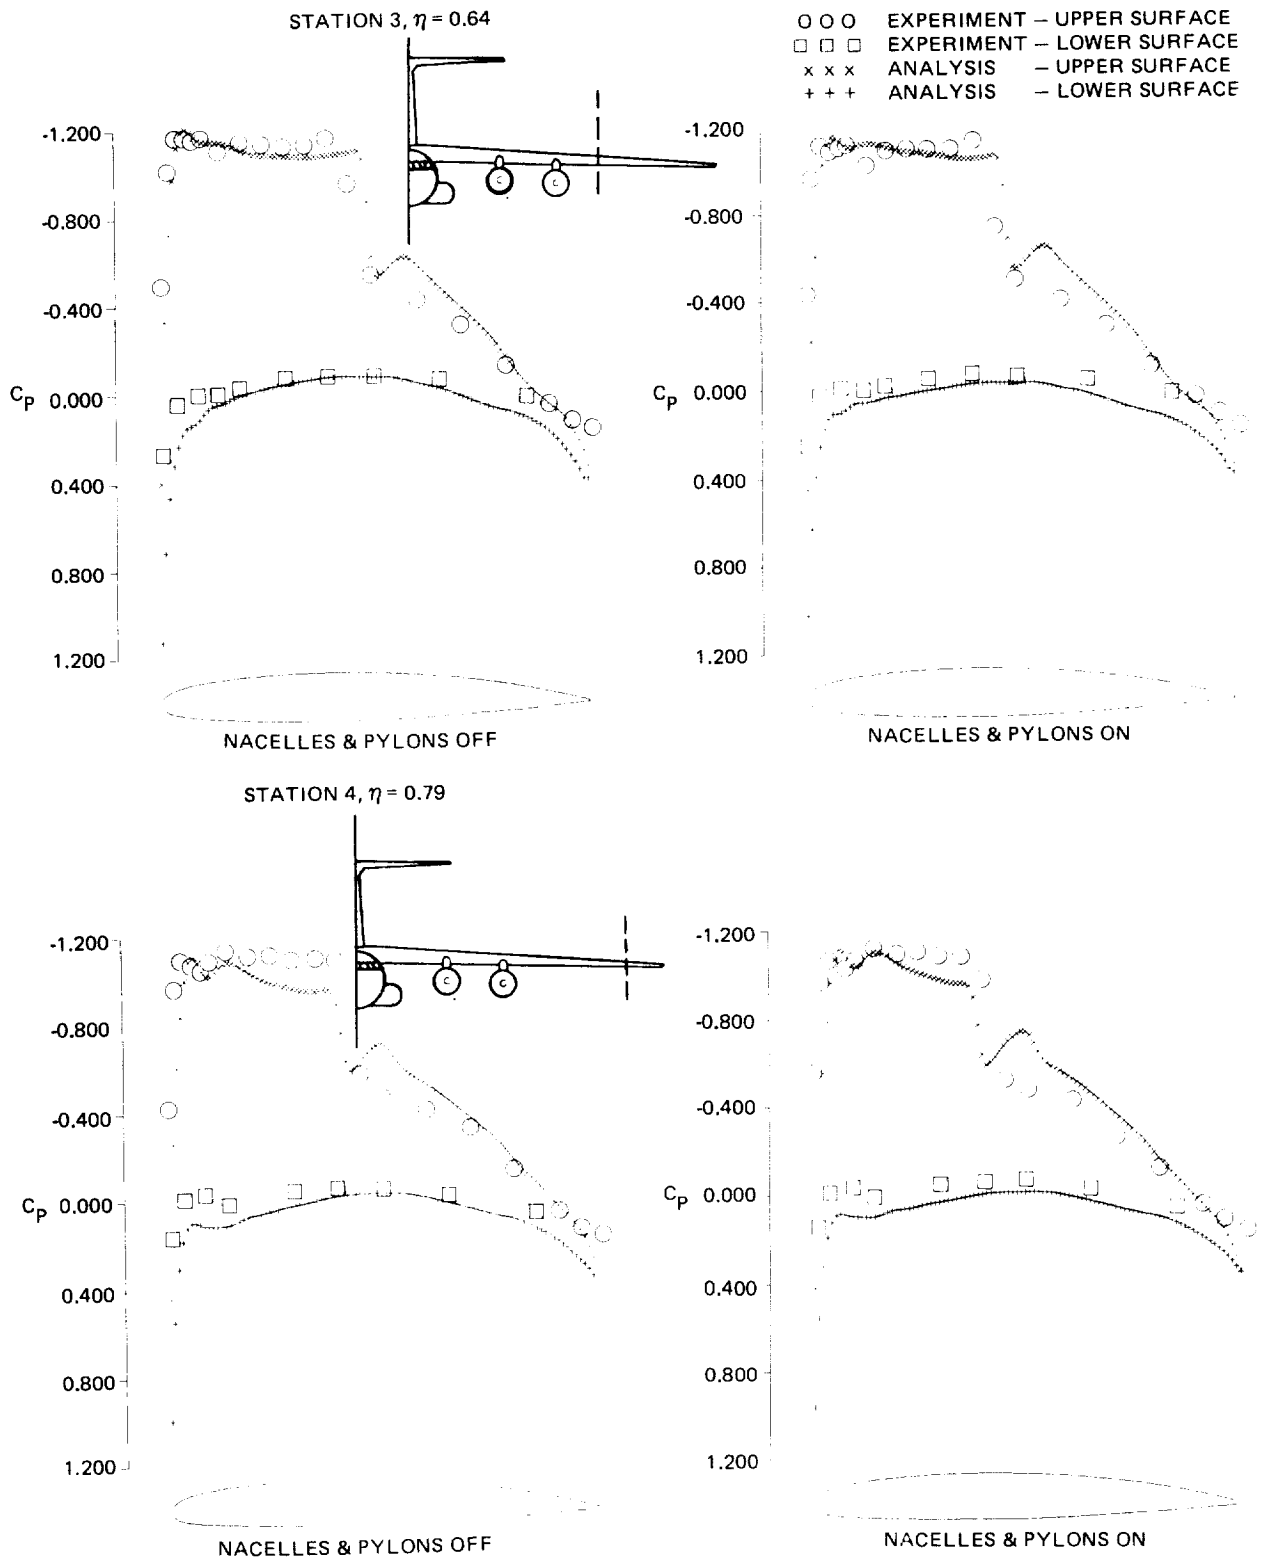 STATION 3, η = 0.64
○ ○ ○ EXPERIMENT – UPPER SURFACE
□ □ □ EXPERIMENT – LOWER SURFACE
× × × ANALYSIS – UPPER SURFACE
+ + + ANALYSIS – LOWER SURFACE
-1.200
-0.800
-0.400
Cp 0.000
0.400
0.800
1.200
C
C
NACELLES & PYLONS OFF
-1.200
-0.800
-0.400
Cp 0.000
0.400
0.800
1.200
NACELLES & PYLONS ON
STATION 4, η = 0.79
-1.200
-0.800
-0.400
Cp 0.000
0.400
0.800
1.200
C
C
NACELLES & PYLONS OFF
-1.200
-0.800
-0.400
Cp 0.000
0.400
0.800
1.200
NACELLES & PYLONS ON